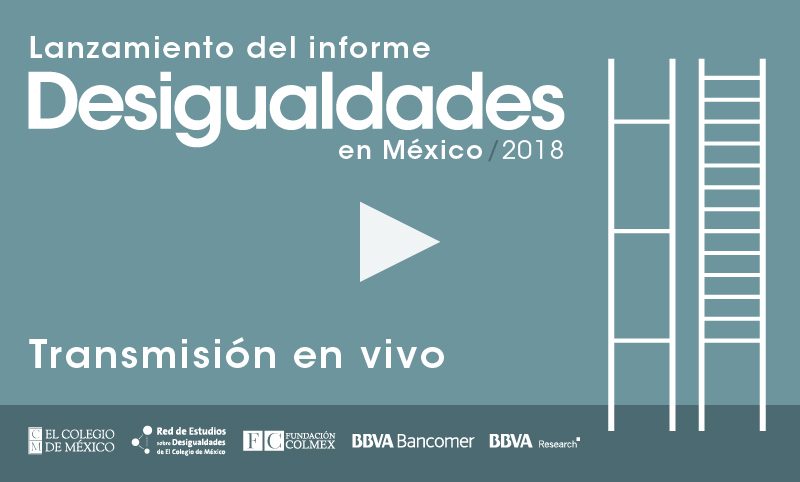 Lanzamiento del informe
Desigualdades
en México / 2018
Transmisión en vivo
CM EL COLEGIO
DE MÉXICO
Red de Estudios
sobre Desigualdades
de El Colegio de México
FC FUNDACIÓN
COLMEX
BBVA Bancomer
BBVA Research